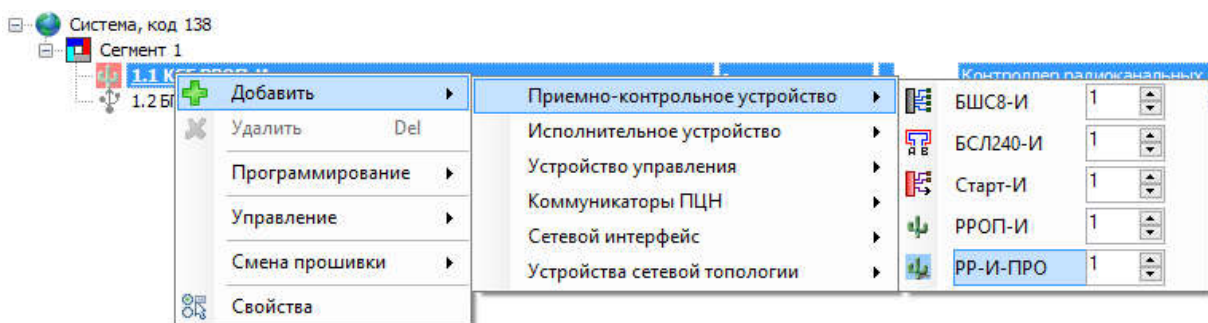 Система, код 138
Сегмент 1
1.1
Контроллер радиоканальных
1.2
Добавить
Удалить Del
Программирование
Управление
Смена прошивки
Свойства
Приемно-контрольное устройство
Исполнительное устройство
Устройство управления
Коммуникаторы ПЦН
Сетевой интерфейс
Устройства сетевой топологии
БШС8-И 1
БСЛ240-И 1
Старт-И 1
РРОП-И 1
РР-И-ПРО 1